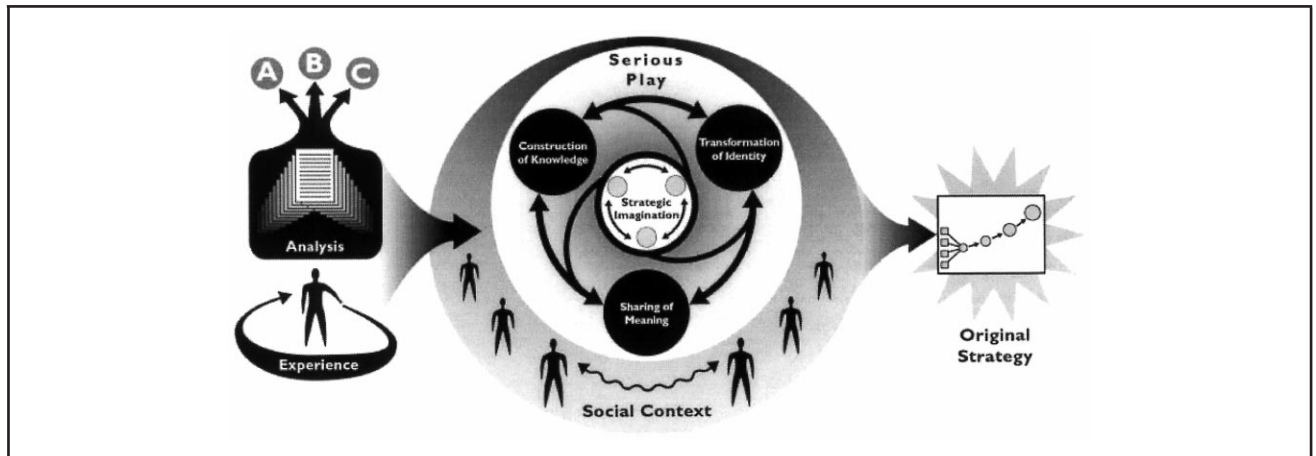 A
B
C
Analysis
Experience
Serious
Play
Construction
of Knowledge
Transformation
of Identity
Strategic
Imagination
Sharing of
Meaning
Social Context
Original
Strategy